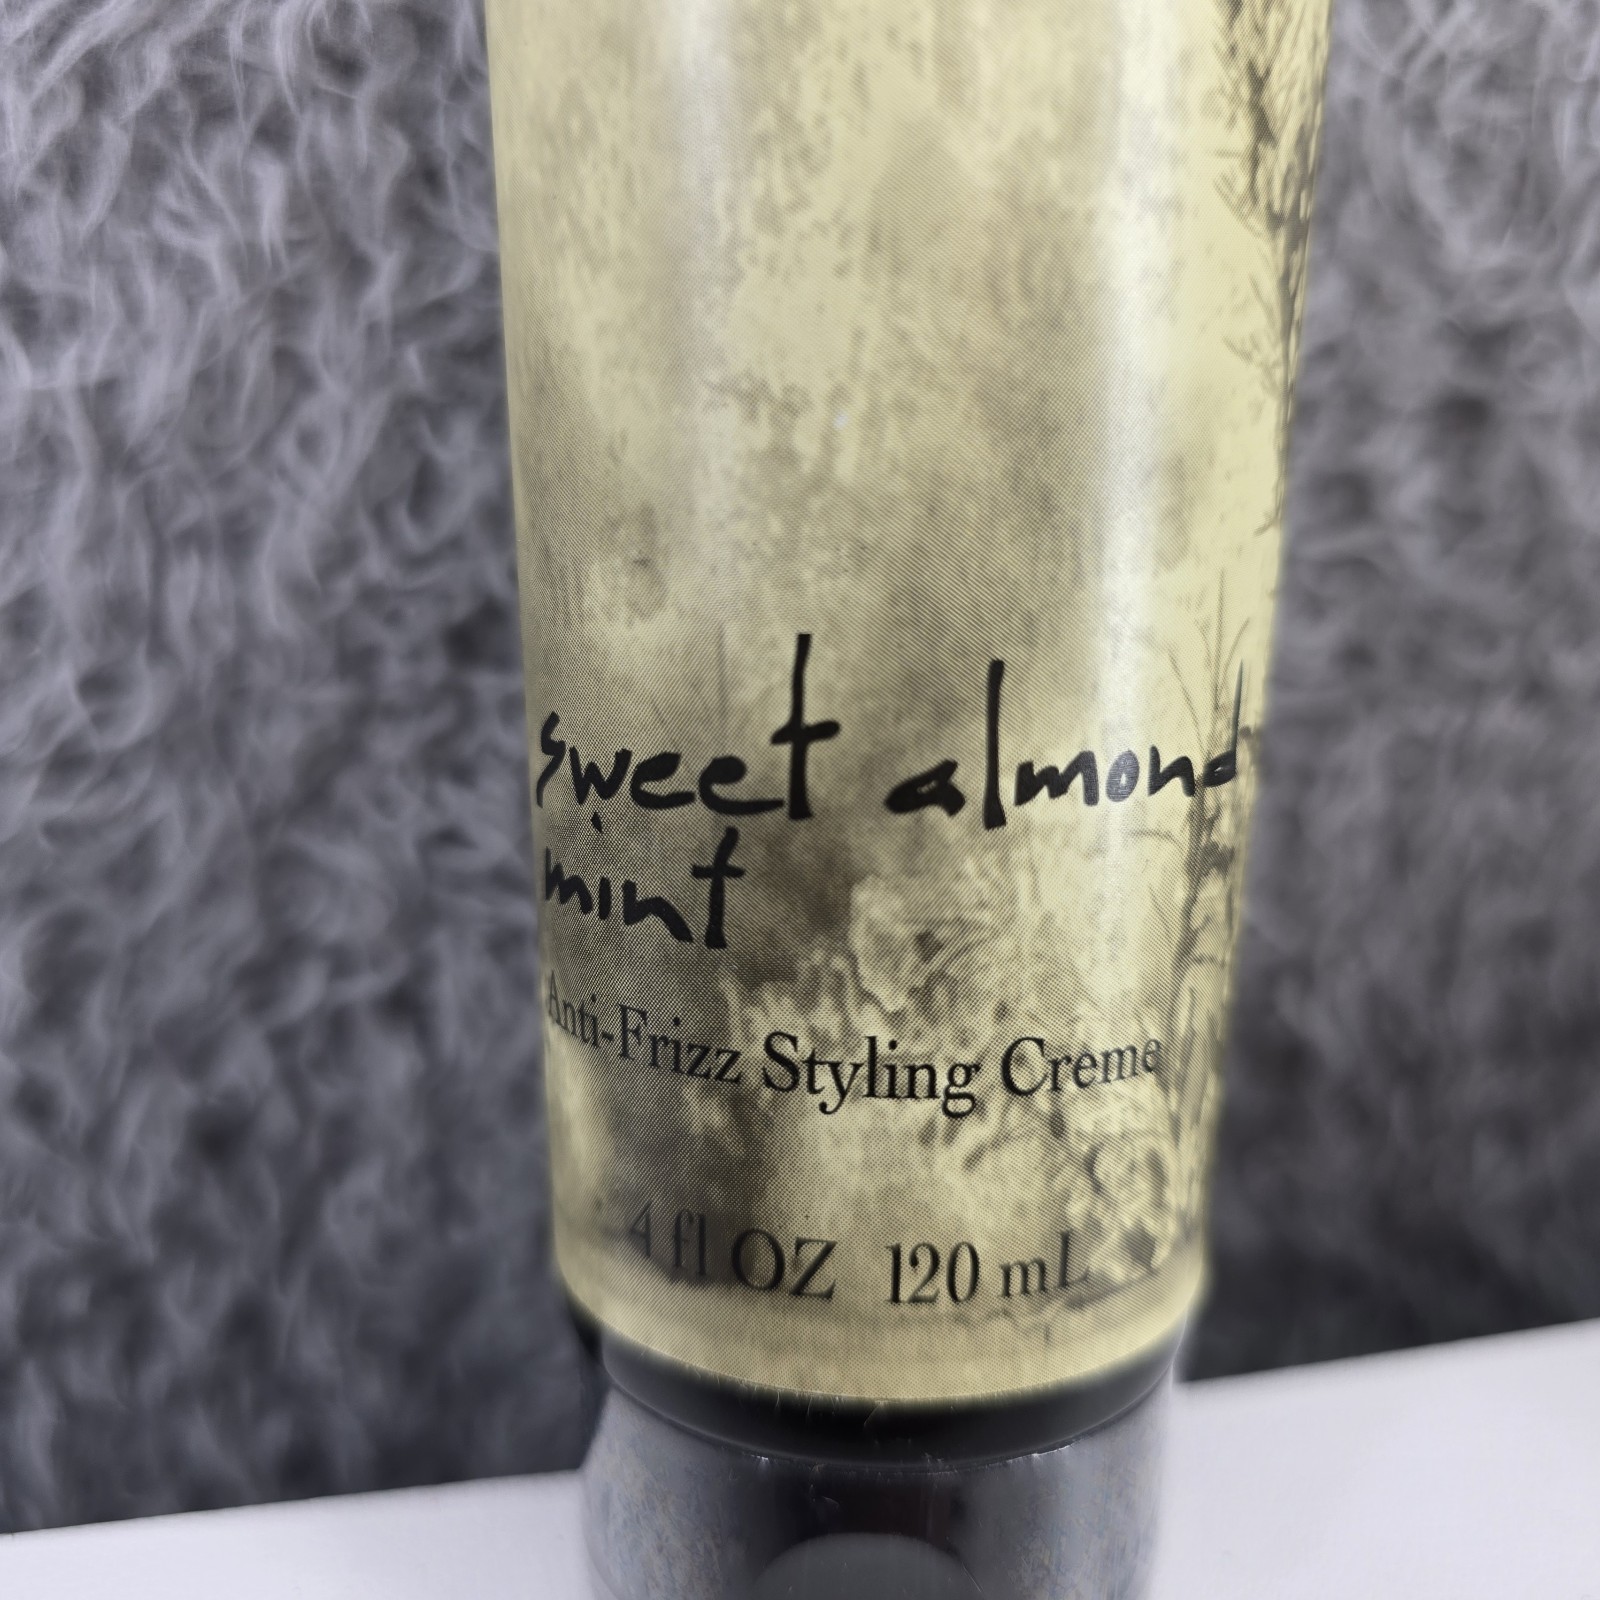 sweet almond
mint
Anti-Frizz Styling Creme
4 fl OZ 120 mL